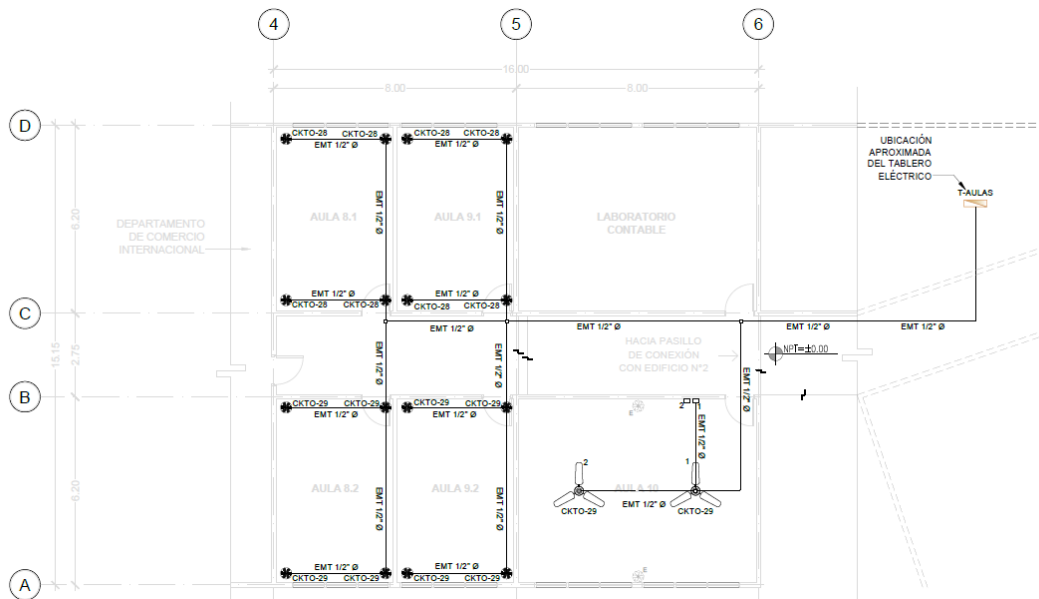 4
5
6
16.00
8.00
8.00
D
CKTO-28
CKTO-28
CKTO-28
CKTO-28
EMT 1/2" Ø
EMT 1/2" Ø
UBICACIÓN
APROXIMADA
DEL TABLERO
ELÉCTRICO
T-AULAS
EMT 1/2" Ø
EMT 1/2" Ø
6.20
AULA 8.1
AULA 9.1
LABORATORIO
CONTABLE
DEPARTAMENTO
DE COMERCIO
INTERNACIONAL
EMT 1/2" Ø
EMT 1/2" Ø
CKTO-28
CKTO-28
CKTO-28
CKTO-28
C
EMT 1/2" Ø
EMT 1/2" Ø
EMT 1/2" Ø
EMT 1/2" Ø
15.15
2.75
EMT 1/2" Ø
HACIA PASILLO
DE CONEXIÓN
CON EDIFICIO N°2
NPT=±0.00
EMT 1/2" Ø
B
CKTO-29
CKTO-29
CKTO-29
CKTO-29
EMT 1/2" Ø
EMT 1/2" Ø
E
2
1
EMT 1/2" Ø
6.20
AULA 8.2
AULA 9.2
AULA 10
2
1
EMT 1/2" Ø
EMT 1/2" Ø
EMT 1/2" Ø
CKTO-29
CKTO-29
EMT 1/2" Ø
EMT 1/2" Ø
CKTO-29
CKTO-29
CKTO-29
CKTO-29
E
A